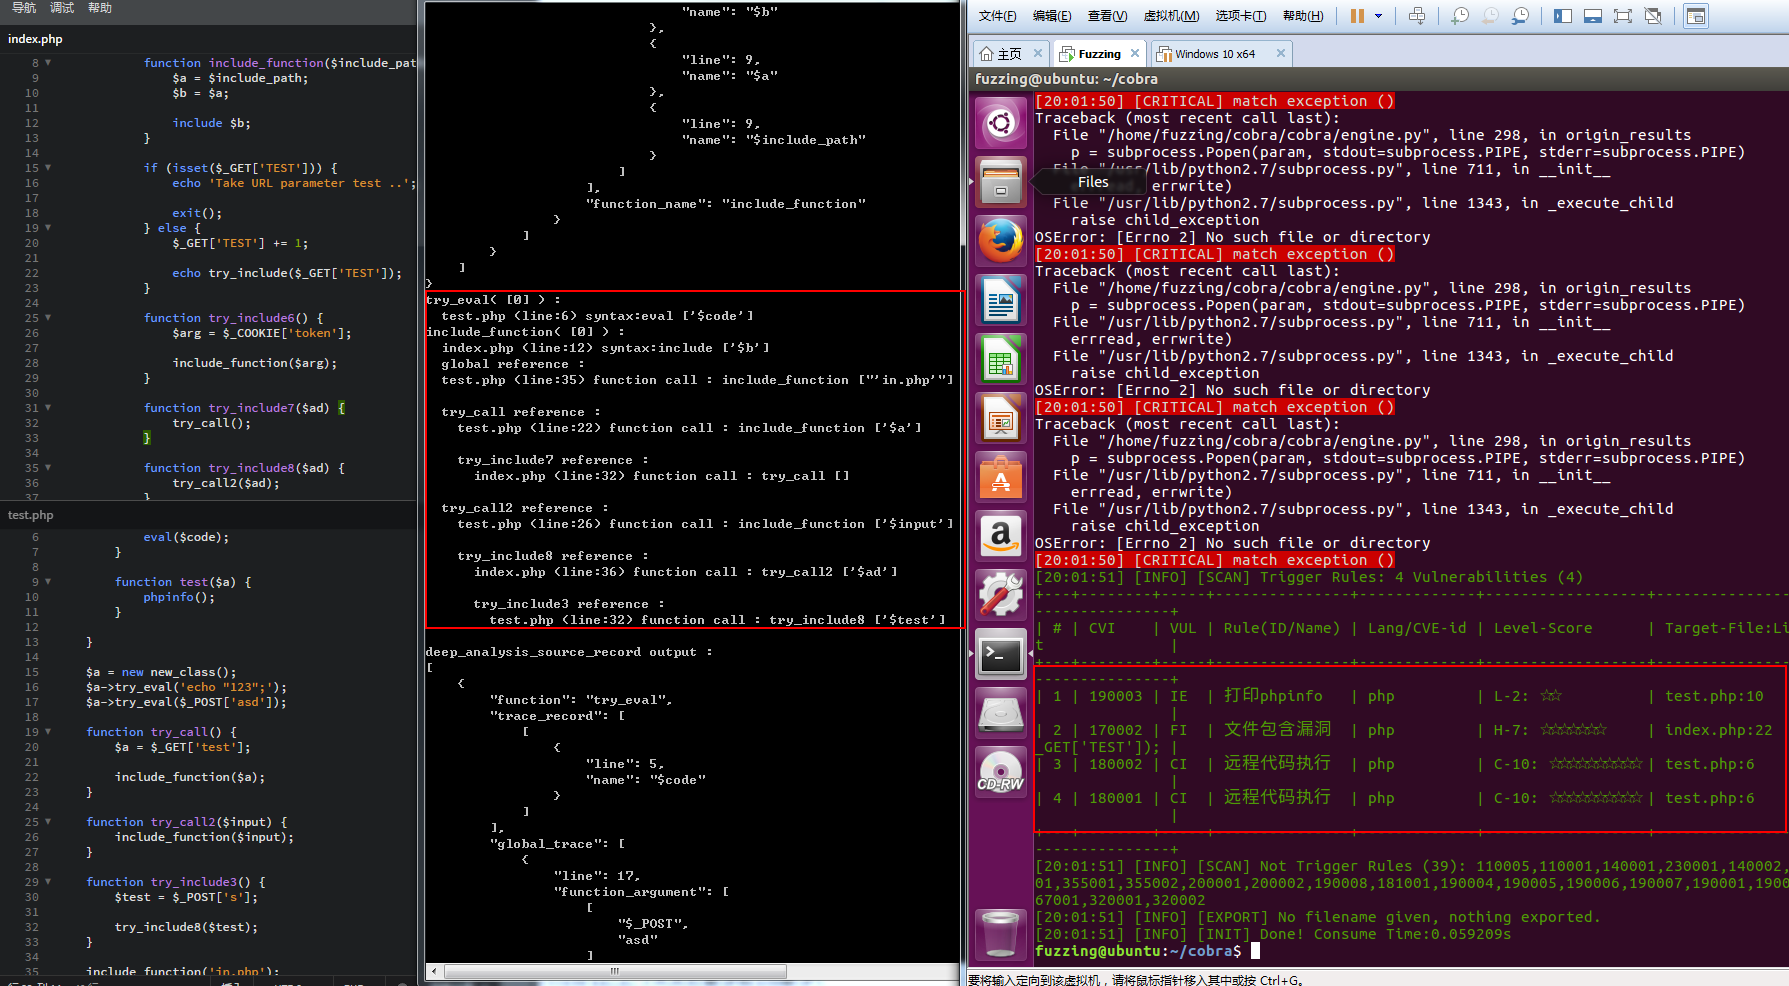 导航 调试 帮助
index.php
8 function include_function($include_pat
9 $a = $include_path;
10 $b = $a;
11
12 include $b;
13 }
14
15 if (isset($_GET['TEST'])) {
16 echo 'Take URL parameter test ..';
17
18 exit();
19 } else {
20 $_GET['TEST'] += 1;
21
22 echo try_include($_GET['TEST']);
23 }
24
25 function try_include6() {
26 $arg = $_COOKIE['token'];
27
28 include_function($arg);
29 }
30
31 function try_include7($ad) {
32 try_call();
33 }
34
35 function try_include8($ad) {
36 try_call2($ad);
37 }
test.php
6 eval($code);
7 }
8
9 function test($a) {
10 phpinfo();
11 }
12
13 }
14
15 $a = new new_class();
16 $a->try_eval('echo "123";');
17 $a->try_eval($_POST['asd']);
18
19 function try_call() {
20 $a = $_GET['test'];
21
22 include_function($a);
23 }
24
25 function try_call2($input) {
26 include_function($input);
27 }
28
29 function try_include3() {
30 $test = $_POST['s'];
31
32 try_include8($test);
33 }
34
35 include_function('in.php');
"name": "$b"
},
{
"line": 9,
"name": "$a"
},
{
"line": 9,
"name": "$include_path"
}
]
],
"function_name": "include_function"
}
]
}
]
}
try_eval( [0] ) :
test.php (line:6) syntax:eval ['$code']
include_function( [0] ) :
index.php (line:12) syntax:include ['$b']
global reference :
test.php (line:35) function call : include_function ["'in.php'"]
try_call reference :
test.php (line:22) function call : include_function ['$a']
try_include7 reference :
index.php (line:32) function call : try_call []
try_call2 reference :
test.php (line:26) function call : include_function ['$input']
try_include8 reference :
index.php (line:36) function call : try_call2 ['$ad']
try_include3 reference :
test.php (line:32) function call : try_include8 ['$test']
deep_analysis_source_record output :
[
{
"function": "try_eval",
"trace_record": [
[
{
"line": 5,
"name": "$code"
}
]
],
"global_trace": [
{
"line": 17,
"function_argument": [
[
"$_POST",
"asd"
]
文件(F) 编辑(E) 查看(V) 虚拟机(M) 选项卡(T) 帮助(H)
主页 Fuzzing Windows 10 x64
fuzzing@ubuntu: ~/cobra
Files
[20:01:50] [CRITICAL] match exception ()
Traceback (most recent call last):
File "/home/fuzzing/cobra/cobra/engine.py", line 298, in origin_results
p = subprocess.Popen(param, stdout=subprocess.PIPE, stderr=subprocess.PIPE)
File "/usr/lib/python2.7/subprocess.py", line 711, in __init__
errread, errwrite)
File "/usr/lib/python2.7/subprocess.py", line 1343, in _execute_child
raise child_exception
OSError: [Errno 2] No such file or directory
[20:01:50] [CRITICAL] match exception ()
Traceback (most recent call last):
File "/home/fuzzing/cobra/cobra/engine.py", line 298, in origin_results
p = subprocess.Popen(param, stdout=subprocess.PIPE, stderr=subprocess.PIPE)
File "/usr/lib/python2.7/subprocess.py", line 711, in __init__
errread, errwrite)
File "/usr/lib/python2.7/subprocess.py", line 1343, in _execute_child
raise child_exception
OSError: [Errno 2] No such file or directory
[20:01:50] [CRITICAL] match exception ()
Traceback (most recent call last):
File "/home/fuzzing/cobra/cobra/engine.py", line 298, in origin_results
p = subprocess.Popen(param, stdout=subprocess.PIPE, stderr=subprocess.PIPE)
File "/usr/lib/python2.7/subprocess.py", line 711, in __init__
errread, errwrite)
File "/usr/lib/python2.7/subprocess.py", line 1343, in _execute_child
raise child_exception
OSError: [Errno 2] No such file or directory
[20:01:50] [CRITICAL] match exception ()
[20:01:51] [INFO] [SCAN] Trigger Rules: 4 Vulnerabilities (4)
| # | CVI | VUL | Rule(ID/Name) | Lang/CVE-id | Level-Score | Target-File:Li
t |
| 1 | 190003 | IE | 打印phpinfo | php | L-2: ☆☆ | test.php:10
|
| 2 | 170002 | FI | 文件包含漏洞 | php | H-7: ☆☆☆☆☆☆☆ | index.php:22
_GET['TEST']); |
| 3 | 180002 | CI | 远程代码执行 | php | C-10: ☆☆☆☆☆☆☆☆☆☆ | test.php:6
|
| 4 | 180001 | CI | 远程代码执行 | php | C-10: ☆☆☆☆☆☆☆☆☆☆ | test.php:6
|
[20:01:51] [INFO] [SCAN] Not Trigger Rules (39): 110005,110001,140001,230001,140002,
01,355001,355002,200001,200002,190008,181001,190004,190005,190006,190007,190001,190
67001,320001,320002
[20:01:51] [INFO] [EXPORT] No filename given, nothing exported.
[20:01:51] [INFO] [INIT] Done! Consume Time:0.059209s
fuzzing@ubuntu:~/cobra$
CD-RW
要将输入定向到该虚拟机，请将鼠标指针移入其中或按 Ctrl+G。